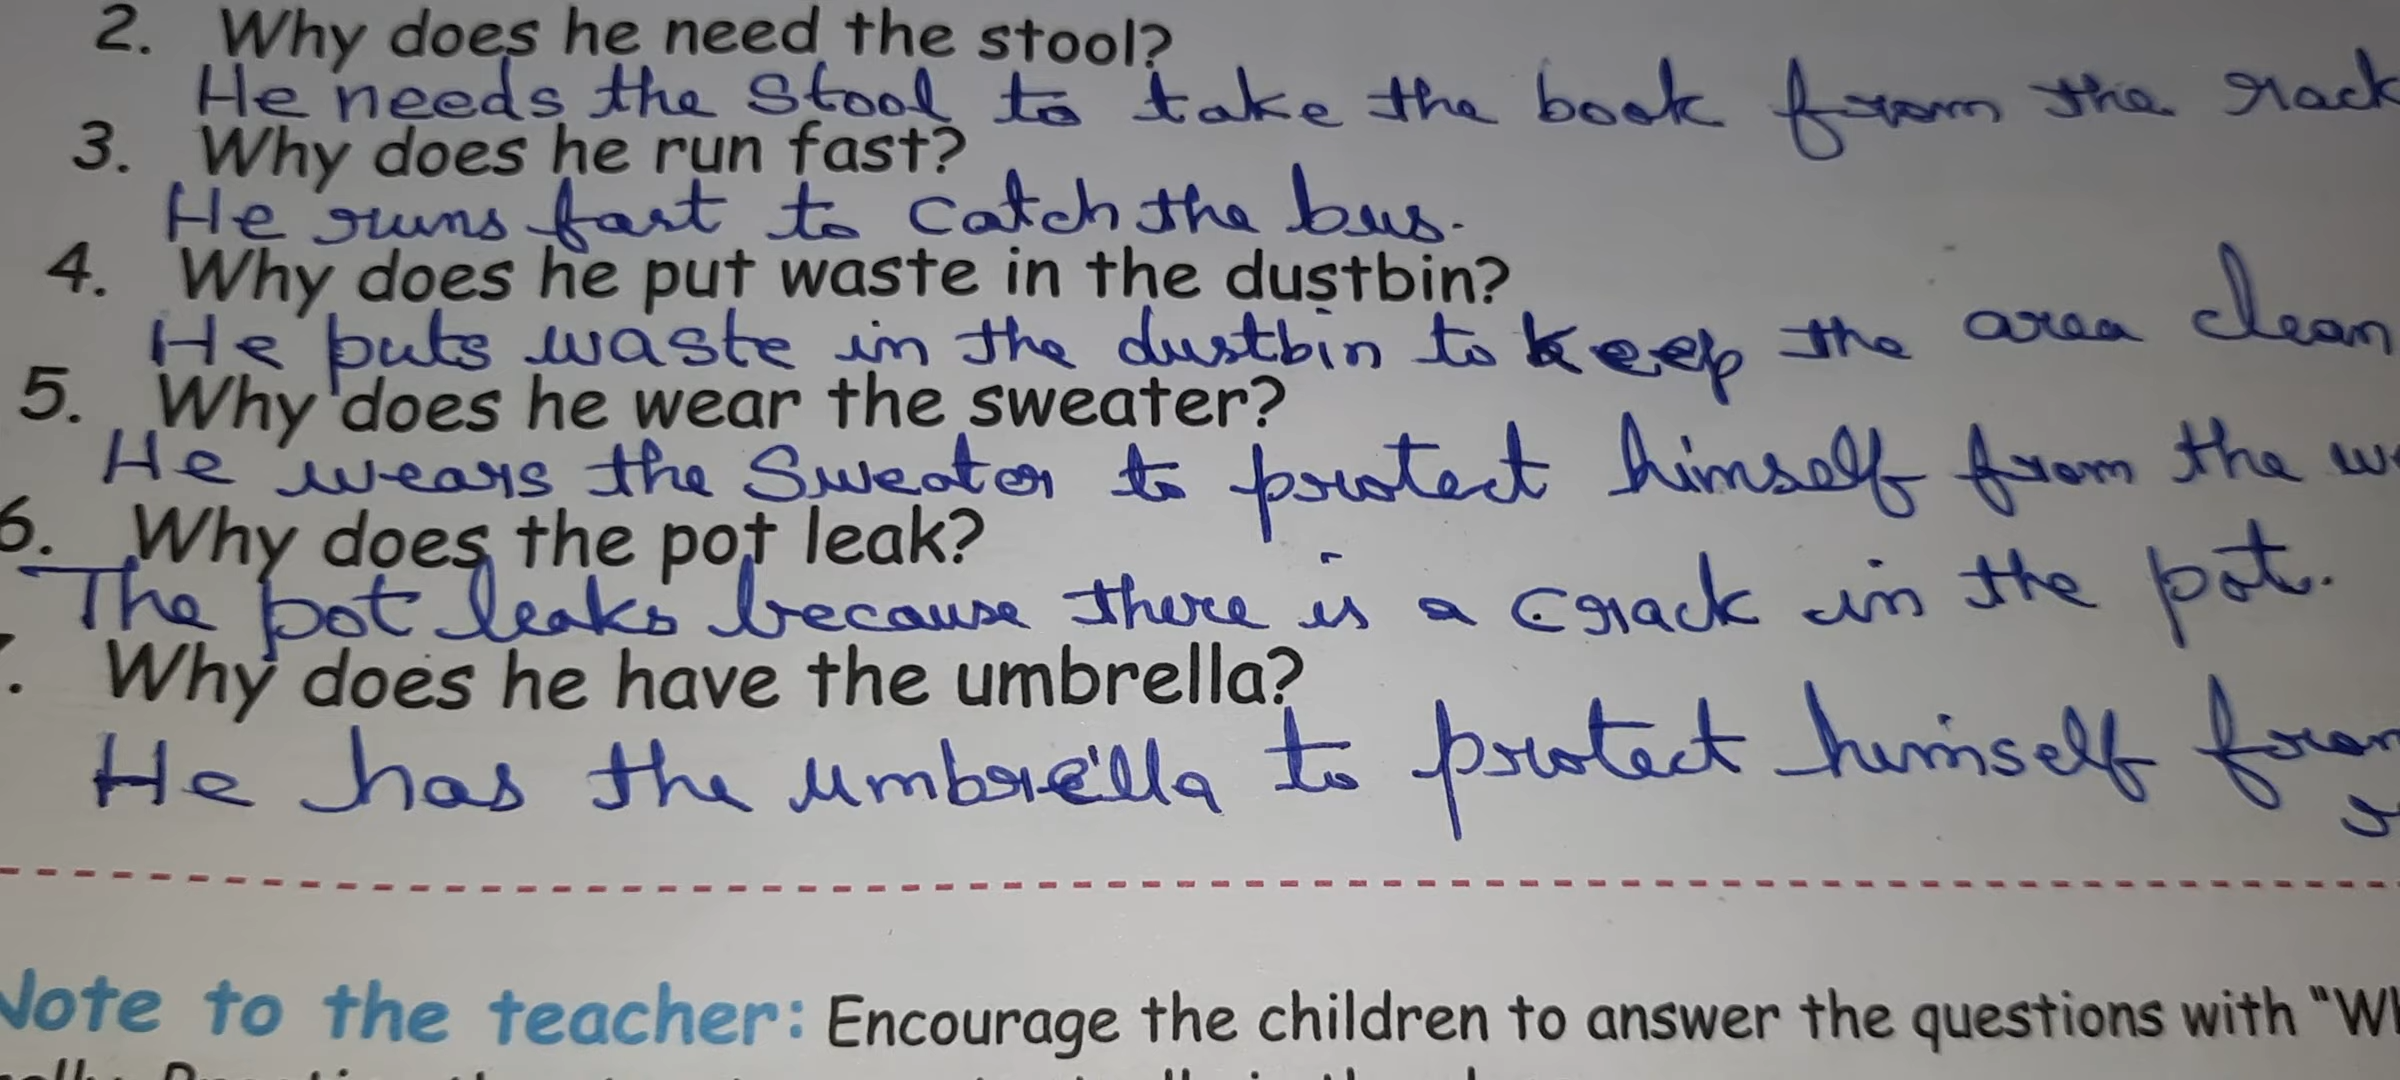 2. Why does he need the stool?
He needs the stool to take the book from the rack
3. Why does he run fast?
He runs fast to catch the bus.
4. Why does he put waste in the dustbin?
He puts waste in the dustbin to keep the area clean
5. Why does he wear the sweater?
He wears the Sweater to protect himself from the
6. Why does the pot leak?
The pot leaks because there is a crack in the pot.
Why does he have the umbrella?
He has the umbrella to protect himself from
Note to the teacher: Encourage the children to answer the questions with